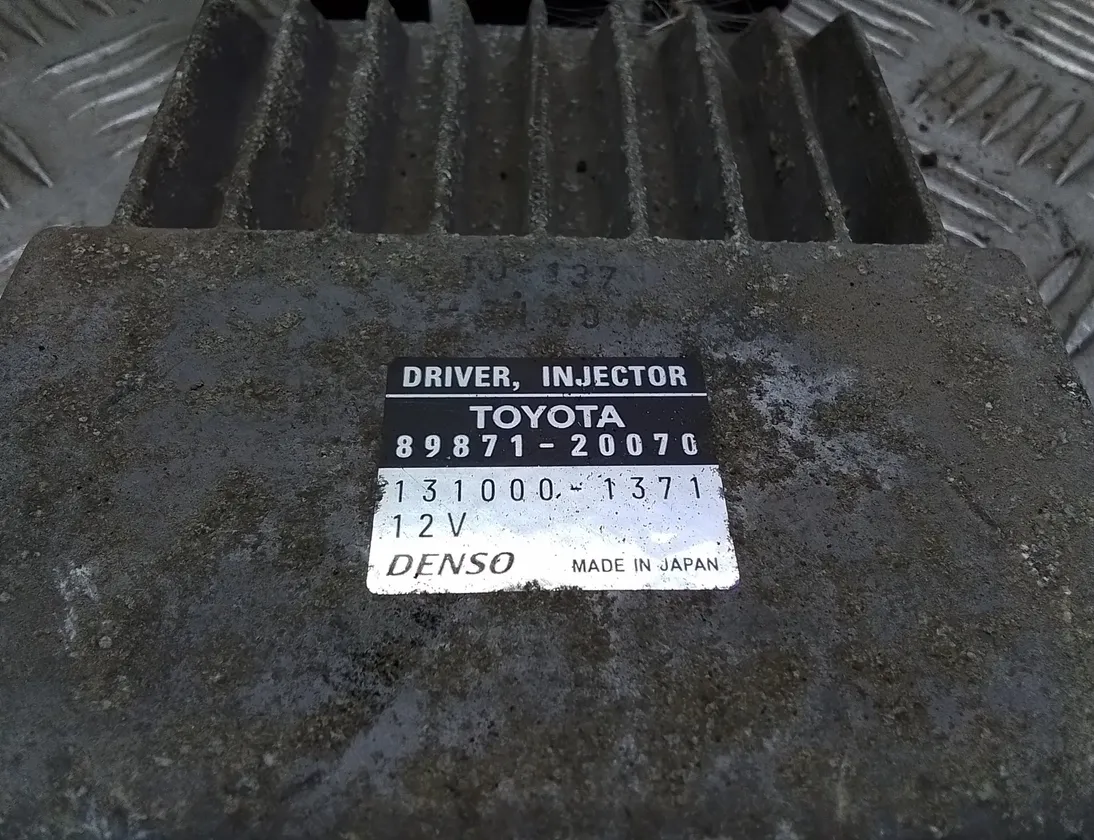 DRIVER, INJECTOR
TOYOTA
89871-20070
131000-1371
12V
DENSO MADE IN JAPAN